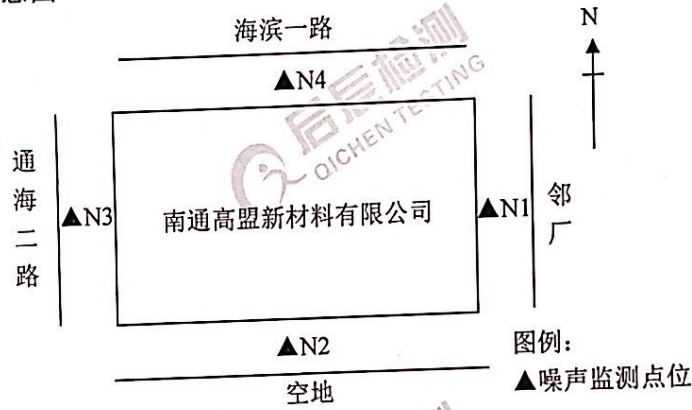 海滨一路
N
▲N4
启辰检测
QICHEN TESTING
通海二路
▲N3
南通高盟新材料有限公司
▲N1
邻厂
▲N2
空地
图例：
▲噪声监测点位